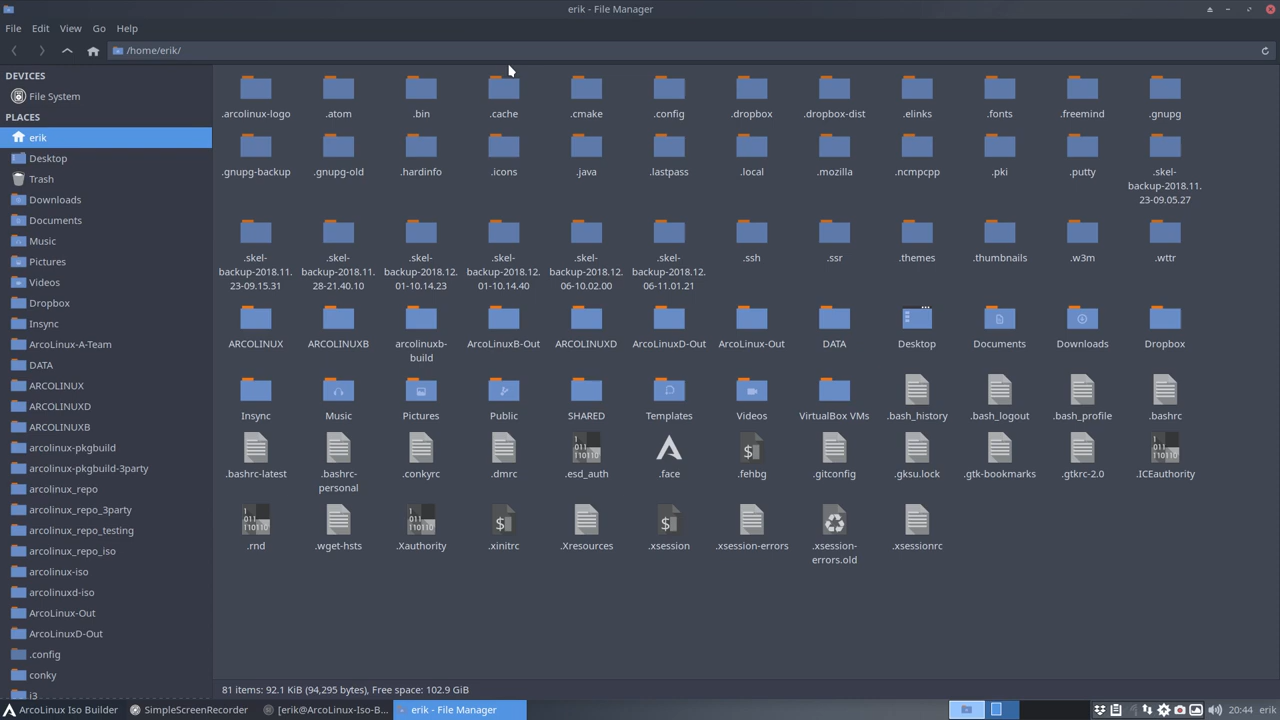 erik - File Manager
File Edit View Go Help
/home/erik/
DEVICES
File System
PLACES
erik
Desktop
Trash
Downloads
Documents
Music
Pictures
Videos
Dropbox
Insync
ArcoLinux-A-Team
DATA
ARCOLINUX
ARCOLINUXD
ARCOLINUXB
arcolinux-pkgbuild
arcolinux-pkgbuild-3party
arcolinux_repo
arcolinux_repo_3party
arcolinux_repo_testing
arcolinux_repo_iso
arcolinux-iso
arcolinuxd-iso
ArcoLinux-Out
ArcoLinuxD-Out
.config
conky
i3
.arcolinux-logo .atom .bin .cache .cmake .config .dropbox .dropbox-dist .elinks .fonts .freemind .gnupg
.gnupg-backup .gnupg-old .hardinfo .icons .java .lastpass .local .mozilla .ncmpcpp .pki .putty .skel-
backup-2018.11.
23-09.05.27
.skel- .skel- .skel- .skel- .skel- .skel- .ssh .ssr .themes .thumbnails .w3m .wttr
backup-2018.11. backup-2018.11. backup-2018.12. backup-2018.12. backup-2018.12. backup-2018.12.
23-09.15.31 28-21.40.10 01-10.14.23 01-10.14.40 06-10.02.00 06-11.01.21
ARCOLINUX ARCOLINUXB arcolinuxb- ArcoLinuxB-Out ARCOLINUXD ArcoLinuxD-Out ArcoLinux-Out DATA Desktop Documents Downloads Dropbox
build
Insync Music Pictures Public SHARED Templates Videos VirtualBox VMs .bash_history .bash_logout .bash_profile .bashrc
.bashrc-latest .bashrc- .conkyrc .dmrc .esd_auth .face .fehbg .gitconfig .gksu.lock .gtk-bookmarks .gtkrc-2.0 .ICEauthority
personal
.rnd .wget-hsts .Xauthority .xinitrc .Xresources .xsession .xsession-errors .xsession- .xsessionrc
errors.old
81 items: 92.1 KiB (94,295 bytes), Free space: 102.9 GiB
ArcoLinux Iso Builder SimpleScreenRecorder [erik@ArcoLinux-Iso-B... erik - File Manager 20:44 erik